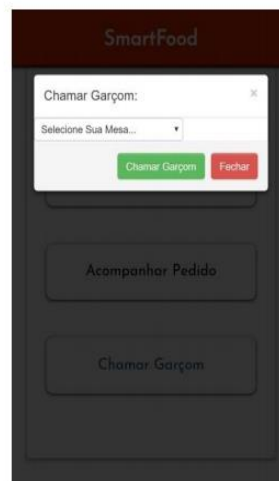 SmartFood
Chamar Garçom: ×
Selecione Sua Mesa...
Chamar Garçom Fechar
Acompanhar Pedido
Chamar Garçom